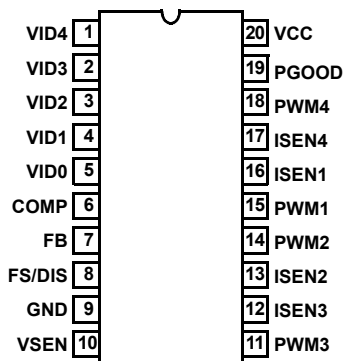 VID4 1 20 VCC
VID3 2 19 PGOOD
VID2 3 18 PWM4
VID1 4 17 ISEN4
VID0 5 16 ISEN1
COMP 6 15 PWM1
FB 7 14 PWM2
FS/DIS 8 13 ISEN2
GND 9 12 ISEN3
VSEN 10 11 PWM3